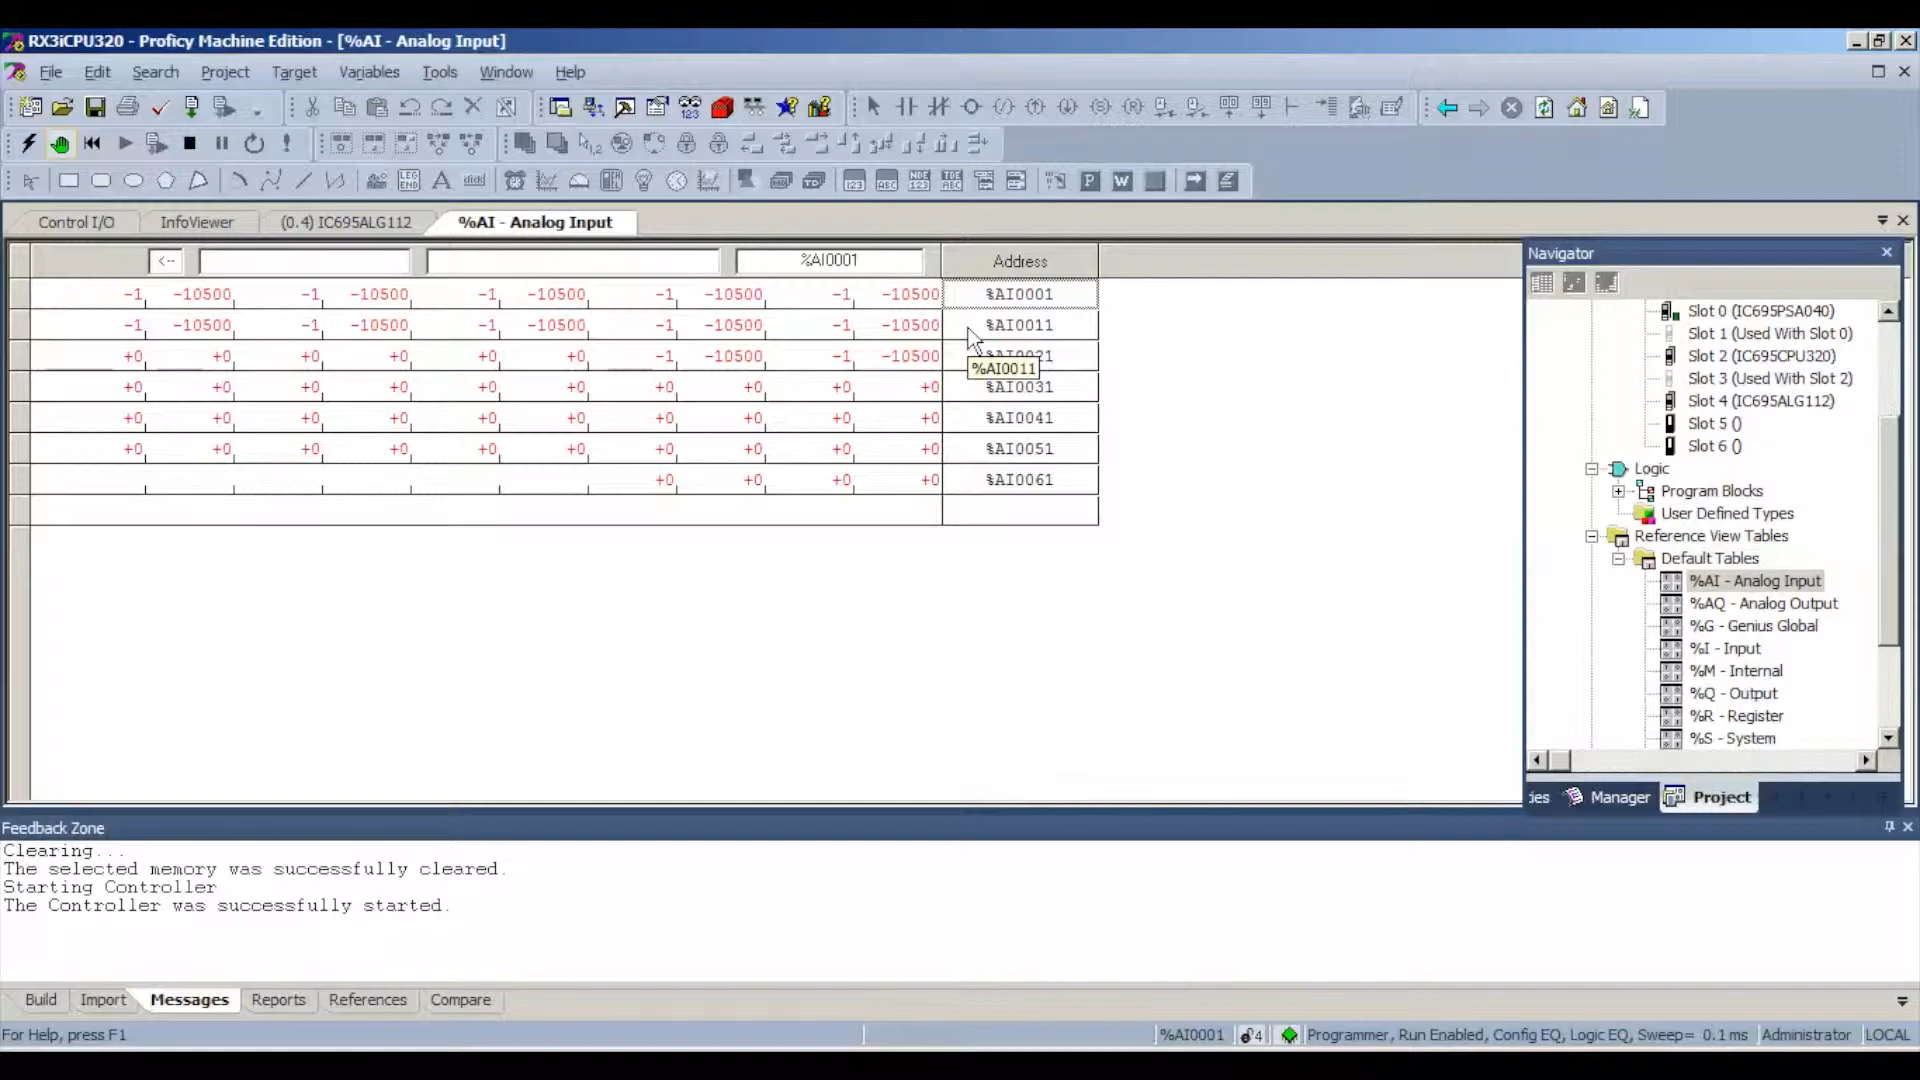 RX3iCPU320 - Proficy Machine Edition - [%AI - Analog Input]
File Edit Search Project Target Variables Tools Window Help
Control I/O InfoViewer (0.4) IC695ALG112 %AI - Analog Input
<-- %AI0001 Address
-1 -10500 -1 -10500 -1 -10500 -1 -10500 -1 -10500 %AI0001
-1 -10500 -1 -10500 -1 -10500 -1 -10500 -1 -10500 %AI0011
+0 +0 +0 +0 +0 +0 -1 -10500 -1 -10500 %AI0021
%AI0011
+0 +0 +0 +0 +0 +0 +0 +0 +0 +0 %AI0031
+0 +0 +0 +0 +0 +0 +0 +0 +0 +0 %AI0041
+0 +0 +0 +0 +0 +0 +0 +0 +0 +0 %AI0051
+0 +0 +0 +0 %AI0061
Navigator
Slot 0 (IC695PSA040)
Slot 1 (Used With Slot 0)
Slot 2 (IC695CPU320)
Slot 3 (Used With Slot 2)
Slot 4 (IC695ALG112)
Slot 5 ()
Slot 6 ()
Logic
Program Blocks
User Defined Types
Reference View Tables
Default Tables
%AI - Analog Input
%AQ - Analog Output
%G - Genius Global
%I - Input
%M - Internal
%Q - Output
%R - Register
%S - System
ties Manager Project
Feedback Zone
Clearing...
The selected memory was successfully cleared.
Starting Controller
The Controller was successfully started.
Build Import Messages Reports References Compare
For Help, press F1 %AI0001 4 Programmer, Run Enabled, Config EQ, Logic EQ, Sweep= 0.1 ms Administrator LOCAL